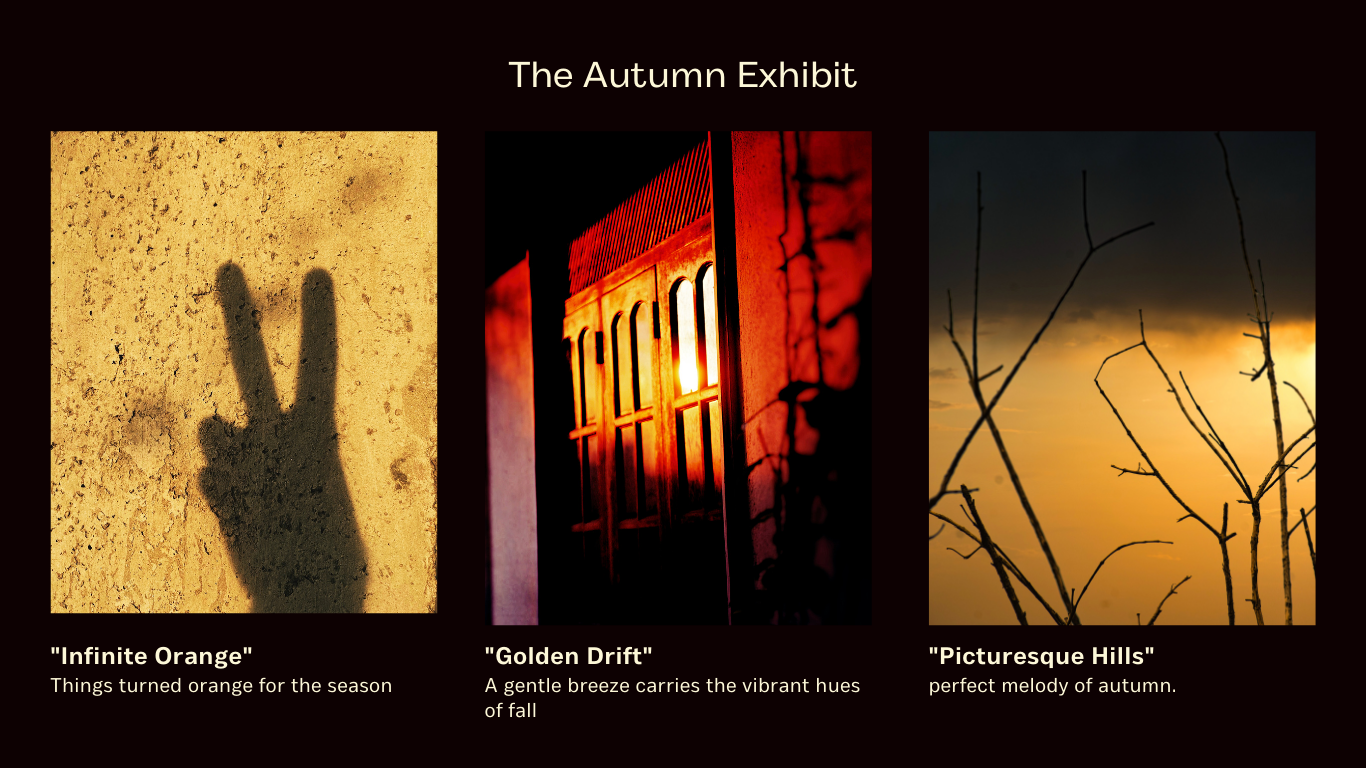 The Autumn Exhibit
"Infinite Orange"
Things turned orange for the season
"Golden Drift"
A gentle breeze carries the vibrant hues
of fall
"Picturesque Hills"
perfect melody of autumn.